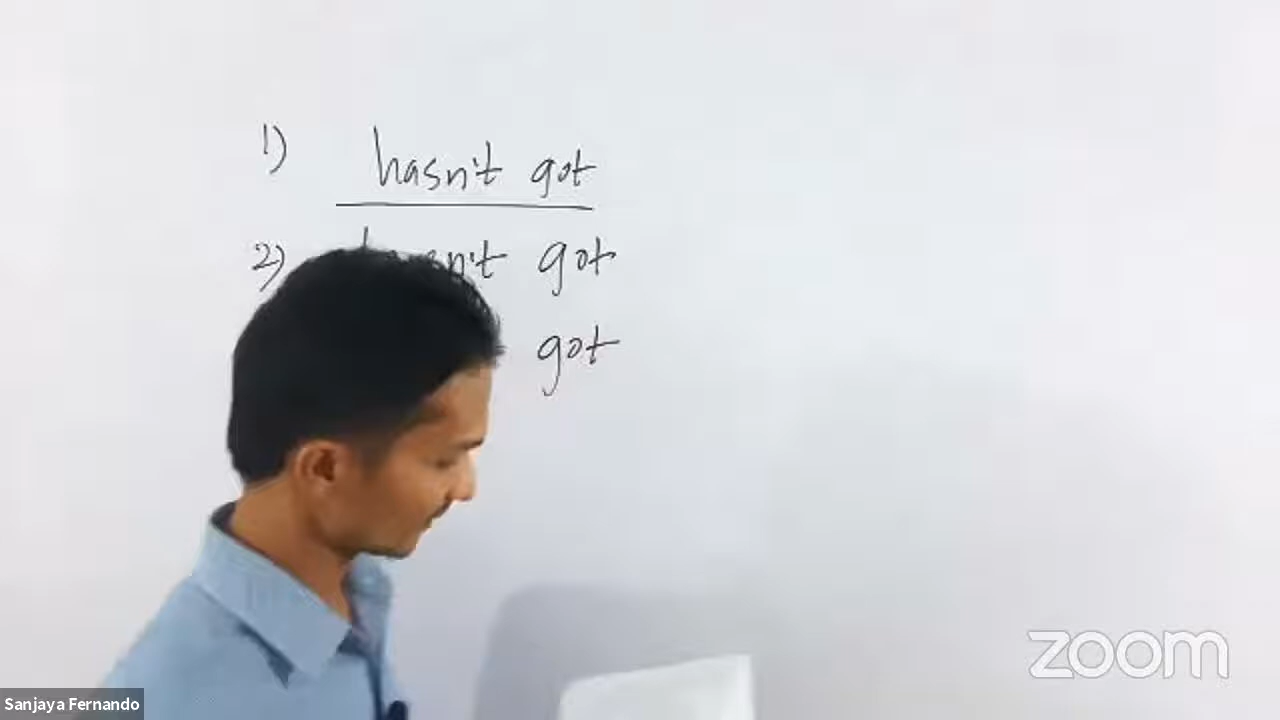 1) hasn't got
2) got
got
zoom
Sanjaya Fernando